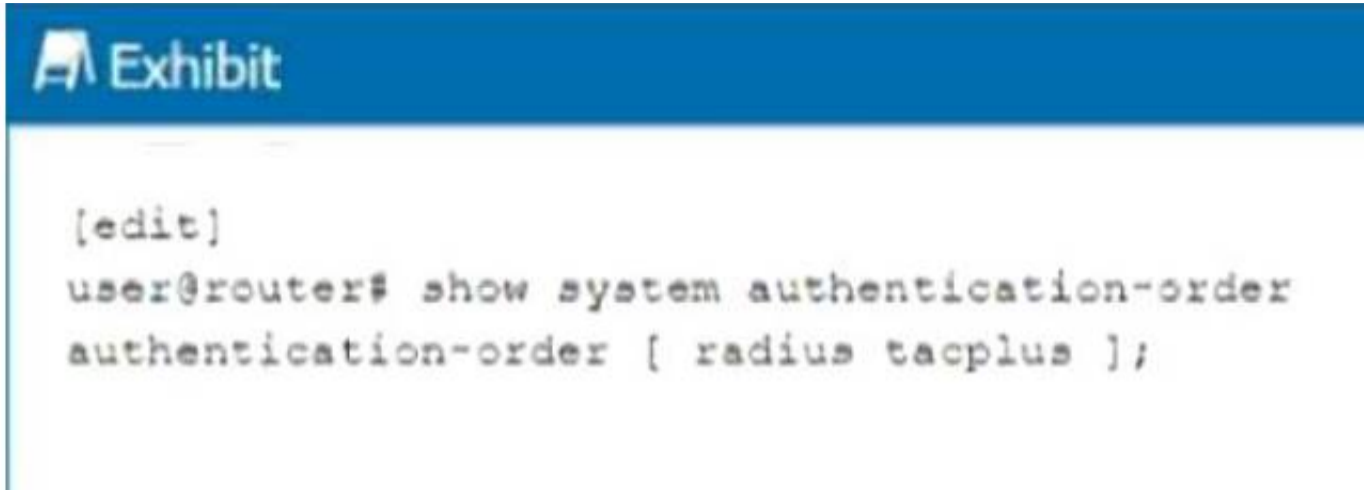 Exhibit
[edit]
user@router# show system authentication-order
authentication-order [ radius tacplus ];